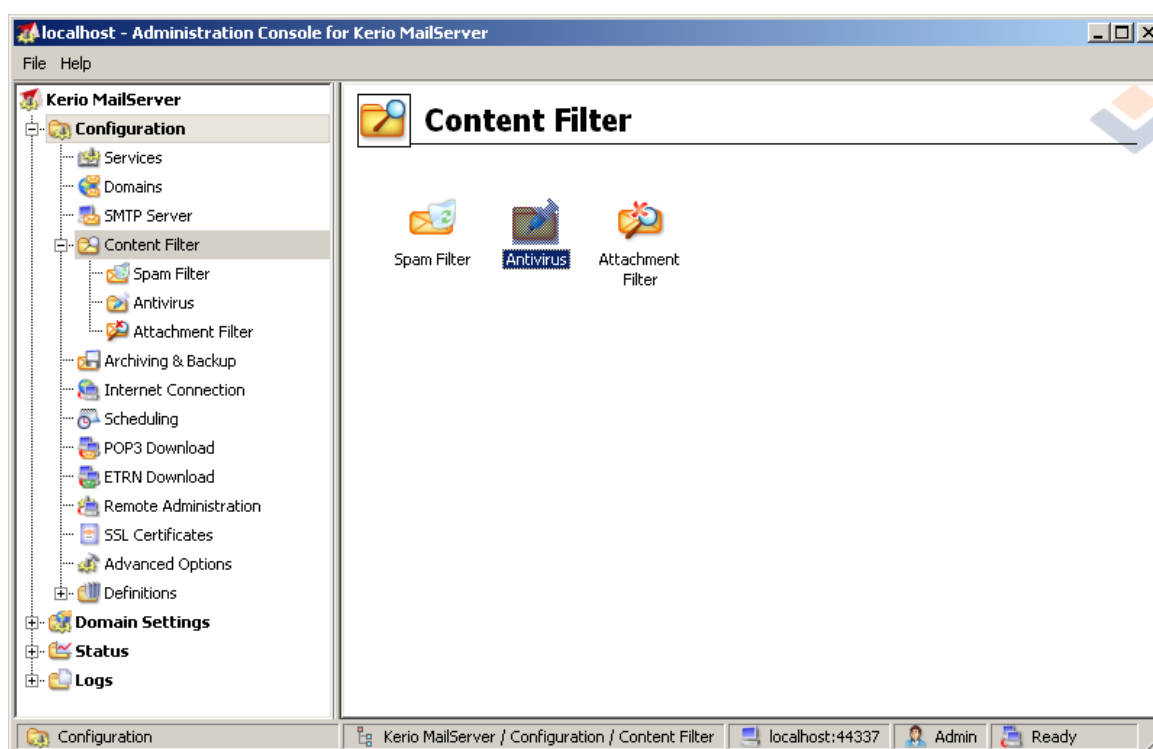 localhost - Administration Console for Kerio MailServer
File Help
Kerio MailServer
Configuration
Services
Domains
SMTP Server
Content Filter
Spam Filter
Antivirus
Attachment Filter
Archiving & Backup
Internet Connection
Scheduling
POP3 Download
ETRN Download
Remote Administration
SSL Certificates
Advanced Options
Definitions
Domain Settings
Status
Logs
Content Filter
Spam Filter
Antivirus
Attachment
Filter
Configuration
Kerio MailServer / Configuration / Content Filter
localhost:44337
Admin
Ready